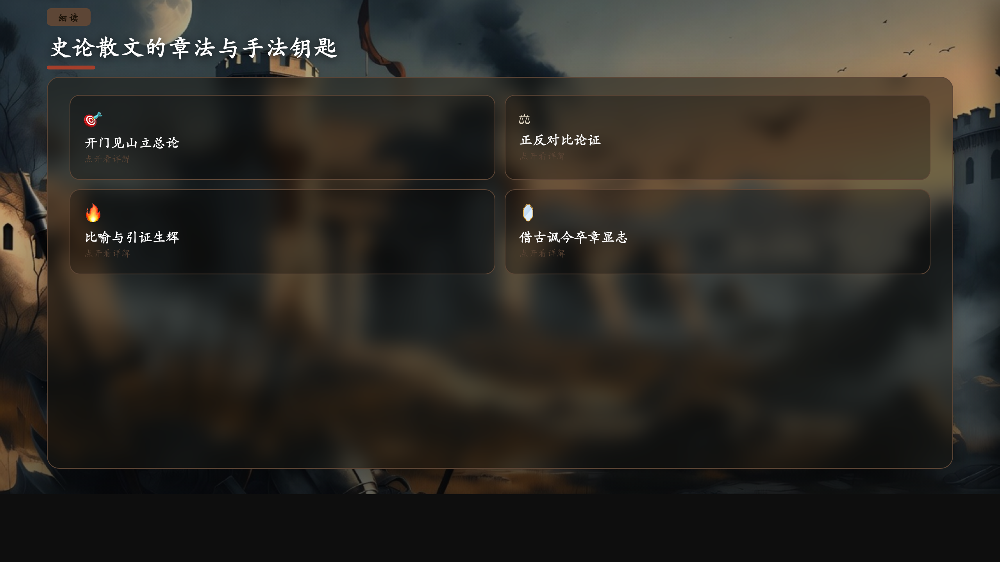 细读
史论散文的章法与手法钥匙
开门见山立总论
点开看详解
正反对比论证
点开看详解
比喻与引证生辉
点开看详解
借古讽今卒章显志
点开看详解